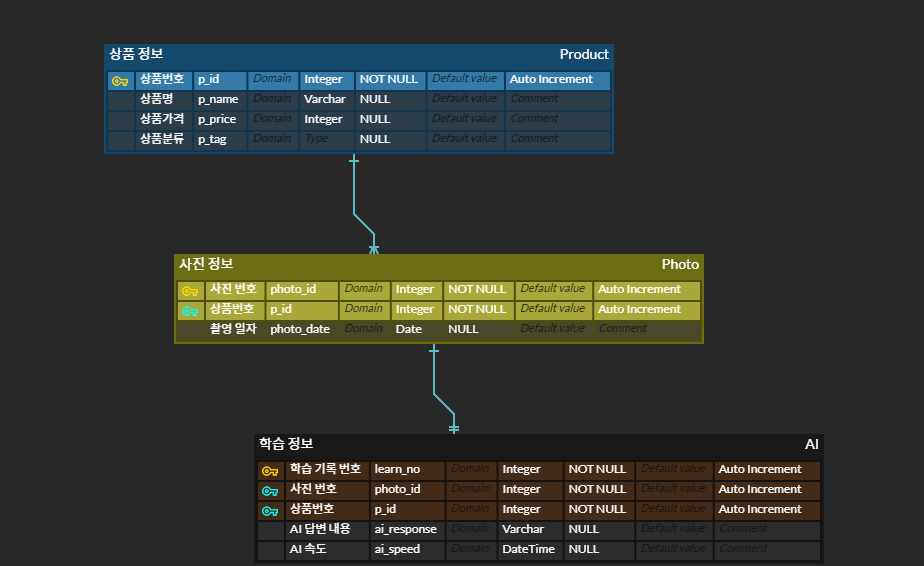 상품 정보 Product
상품번호 p_id Domain Integer NOT NULL Default value Auto Increment
상품명 p_name Domain Varchar NULL Default value Comment
상품가격 p_price Domain Integer NULL Default value Comment
상품분류 p_tag Domain Type NULL Default value Comment
사진 정보 Photo
사진 번호 photo_id Domain Integer NOT NULL Default value Auto Increment
상품번호 p_id Domain Integer NOT NULL Default value Auto Increment
촬영 일자 photo_date Domain Date NULL Default value Comment
학습 정보 AI
학습 기록 번호 learn_no Domain Integer NOT NULL Default value Auto Increment
사진 번호 photo_id Domain Integer NOT NULL Default value Auto Increment
상품번호 p_id Domain Integer NOT NULL Default value Auto Increment
AI 답변 내용 ai_response Domain Varchar NULL Default value Comment
AI 속도 ai_speed Domain DateTime NULL Default value Comment